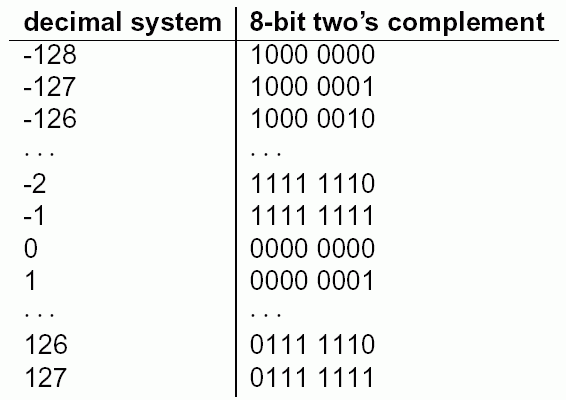 decimal system 8-bit two’s complement
-128 1000 0000
-127 1000 0001
-126 1000 0010
. . . . . .
-2 1111 1110
-1 1111 1111
0 0000 0000
1 0000 0001
. . . . . .
126 0111 1110
127 0111 1111